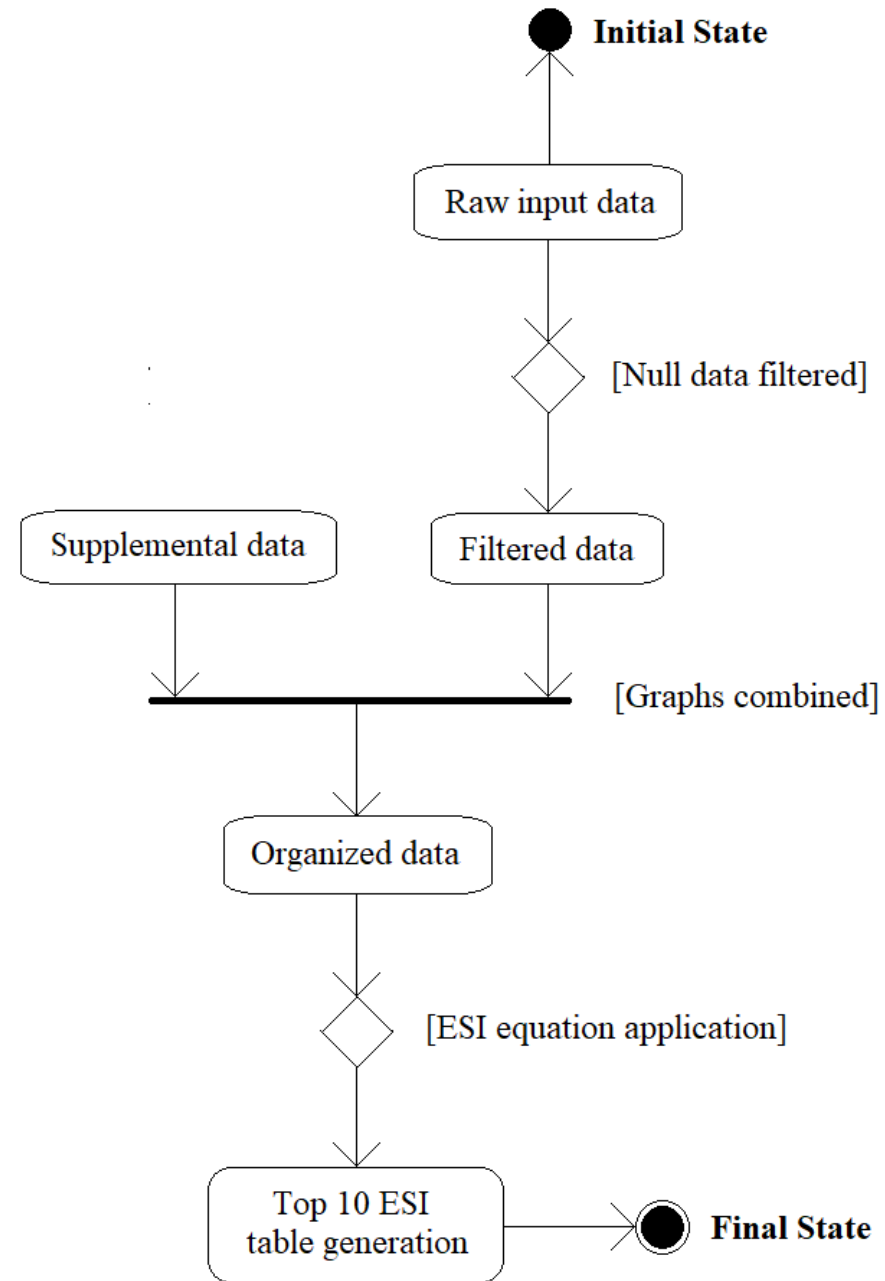 Initial State
Raw input data
[Null data filtered]
Supplemental data
Filtered data
[Graphs combined]
Organized data
[ESI equation application]
Top 10 ESI
table generation
Final State